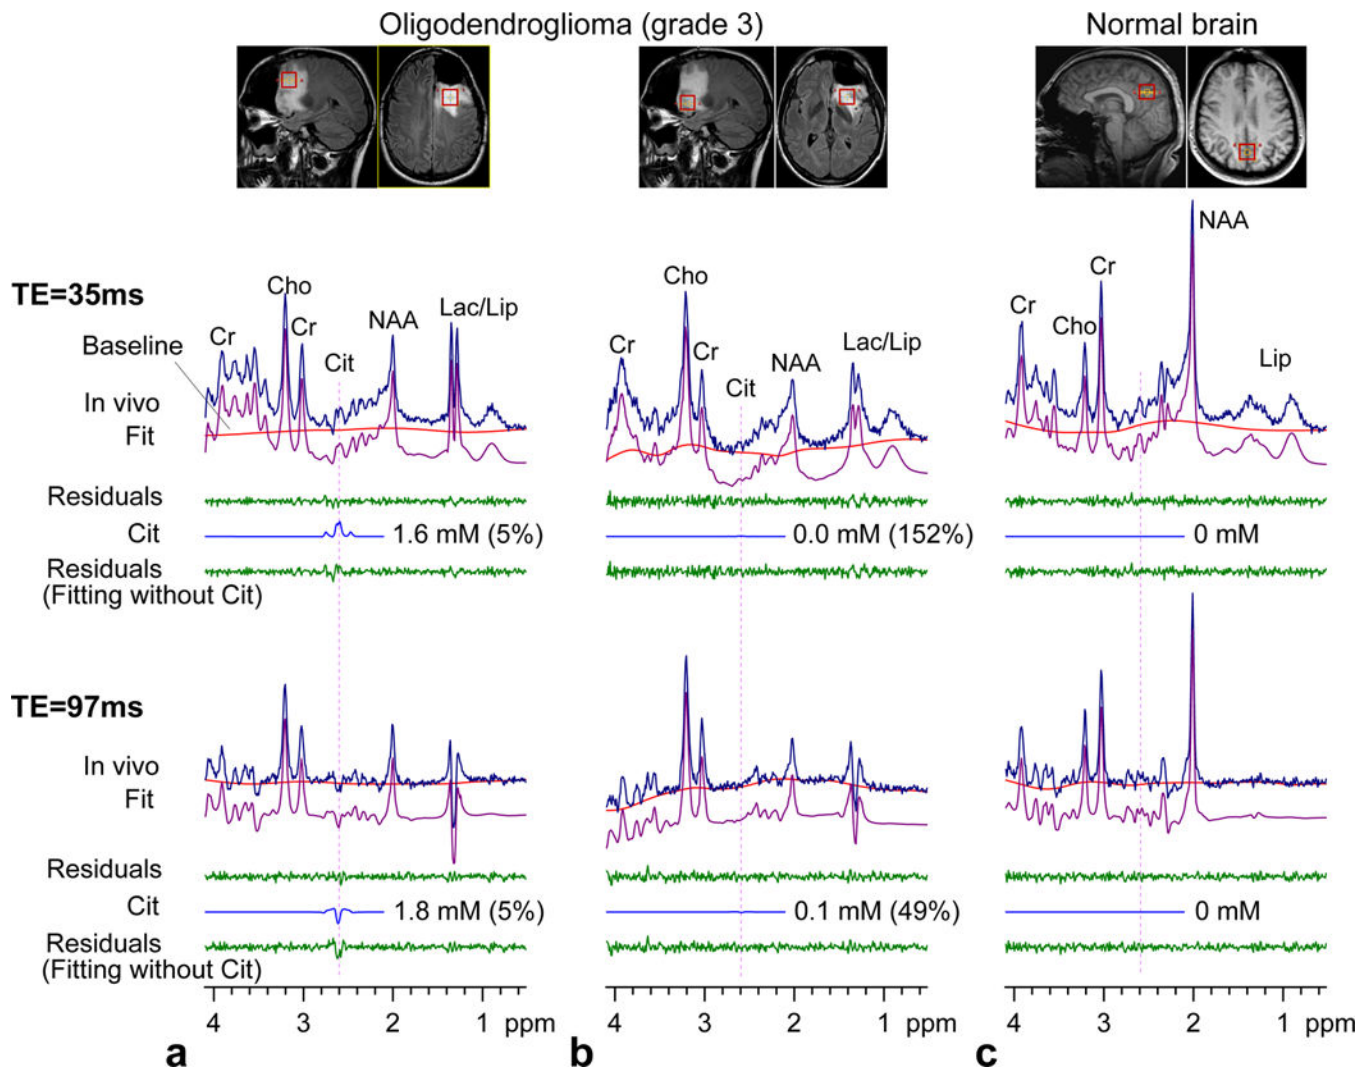 Oligodendroglioma (grade 3)
Normal brain
TE=35ms
Baseline
In vivo
Fit
Residuals
Cit
Residuals
(Fitting without Cit)
Cr
Cho
Cr
Cit
NAA
Lac/Lip
1.6 mM (5%)
Cr
Cho
Cr
Cit
NAA
Lac/Lip
0.0 mM (152%)
Cr
Cho
Cr
NAA
Lip
0 mM
TE=97ms
In vivo
Fit
Residuals
Cit
Residuals
(Fitting without Cit)
1.8 mM (5%)
0.1 mM (49%)
0 mM
4 3 2 1 ppm
4 3 2 1 ppm
4 3 2 1 ppm
a
b
c